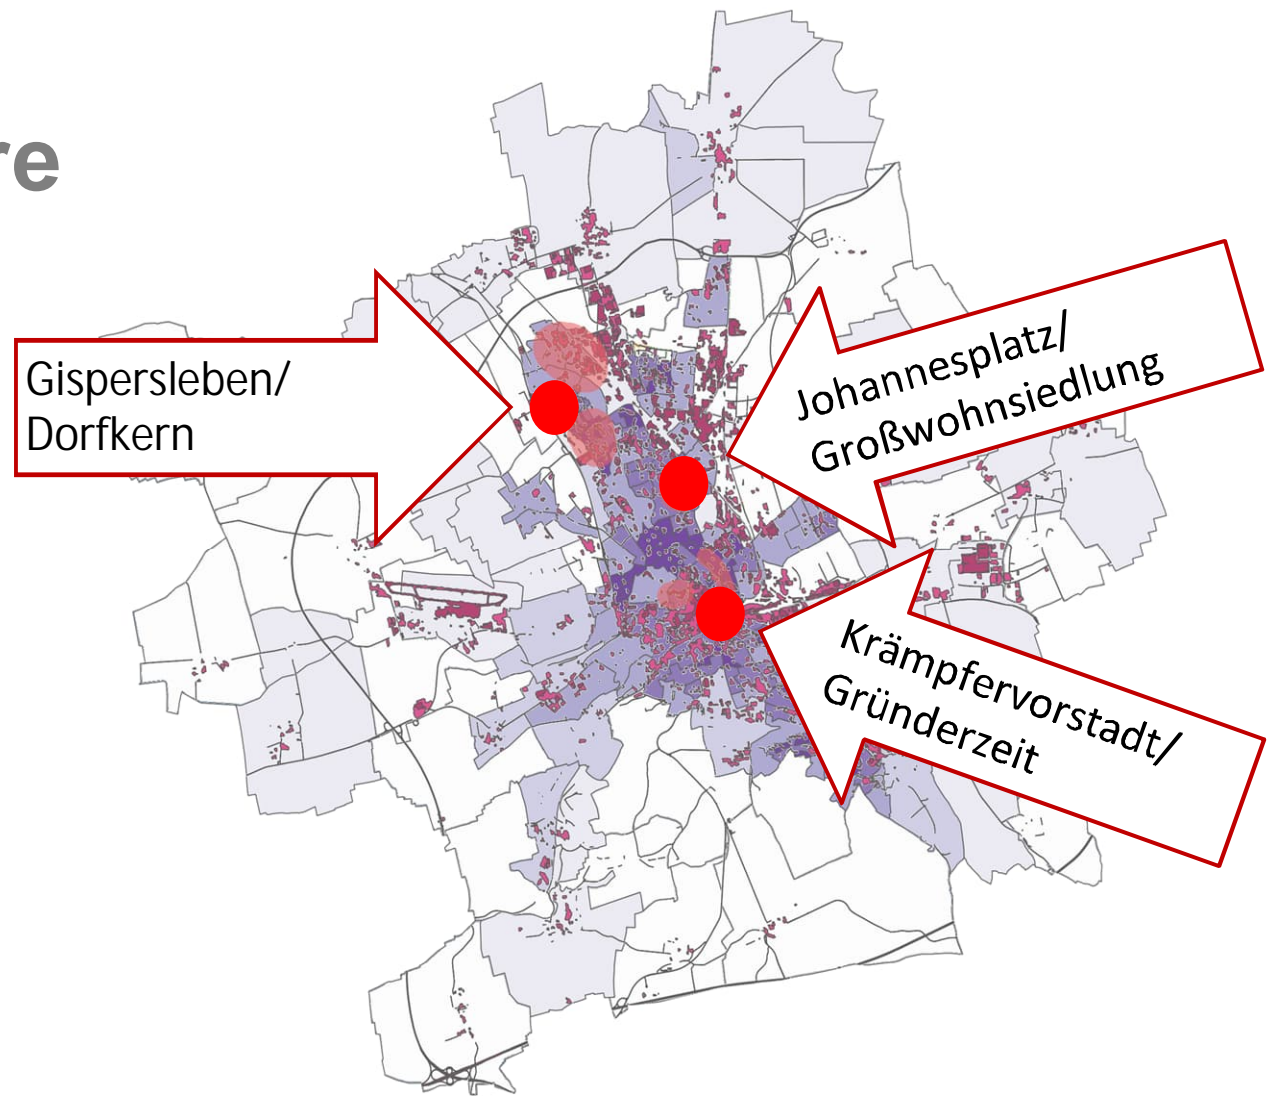 re
Gispersleben/
Dorfkern
Johannesplatz/
Großwohnsiedlung
Krämpfervorstadt/
Gründerzeit